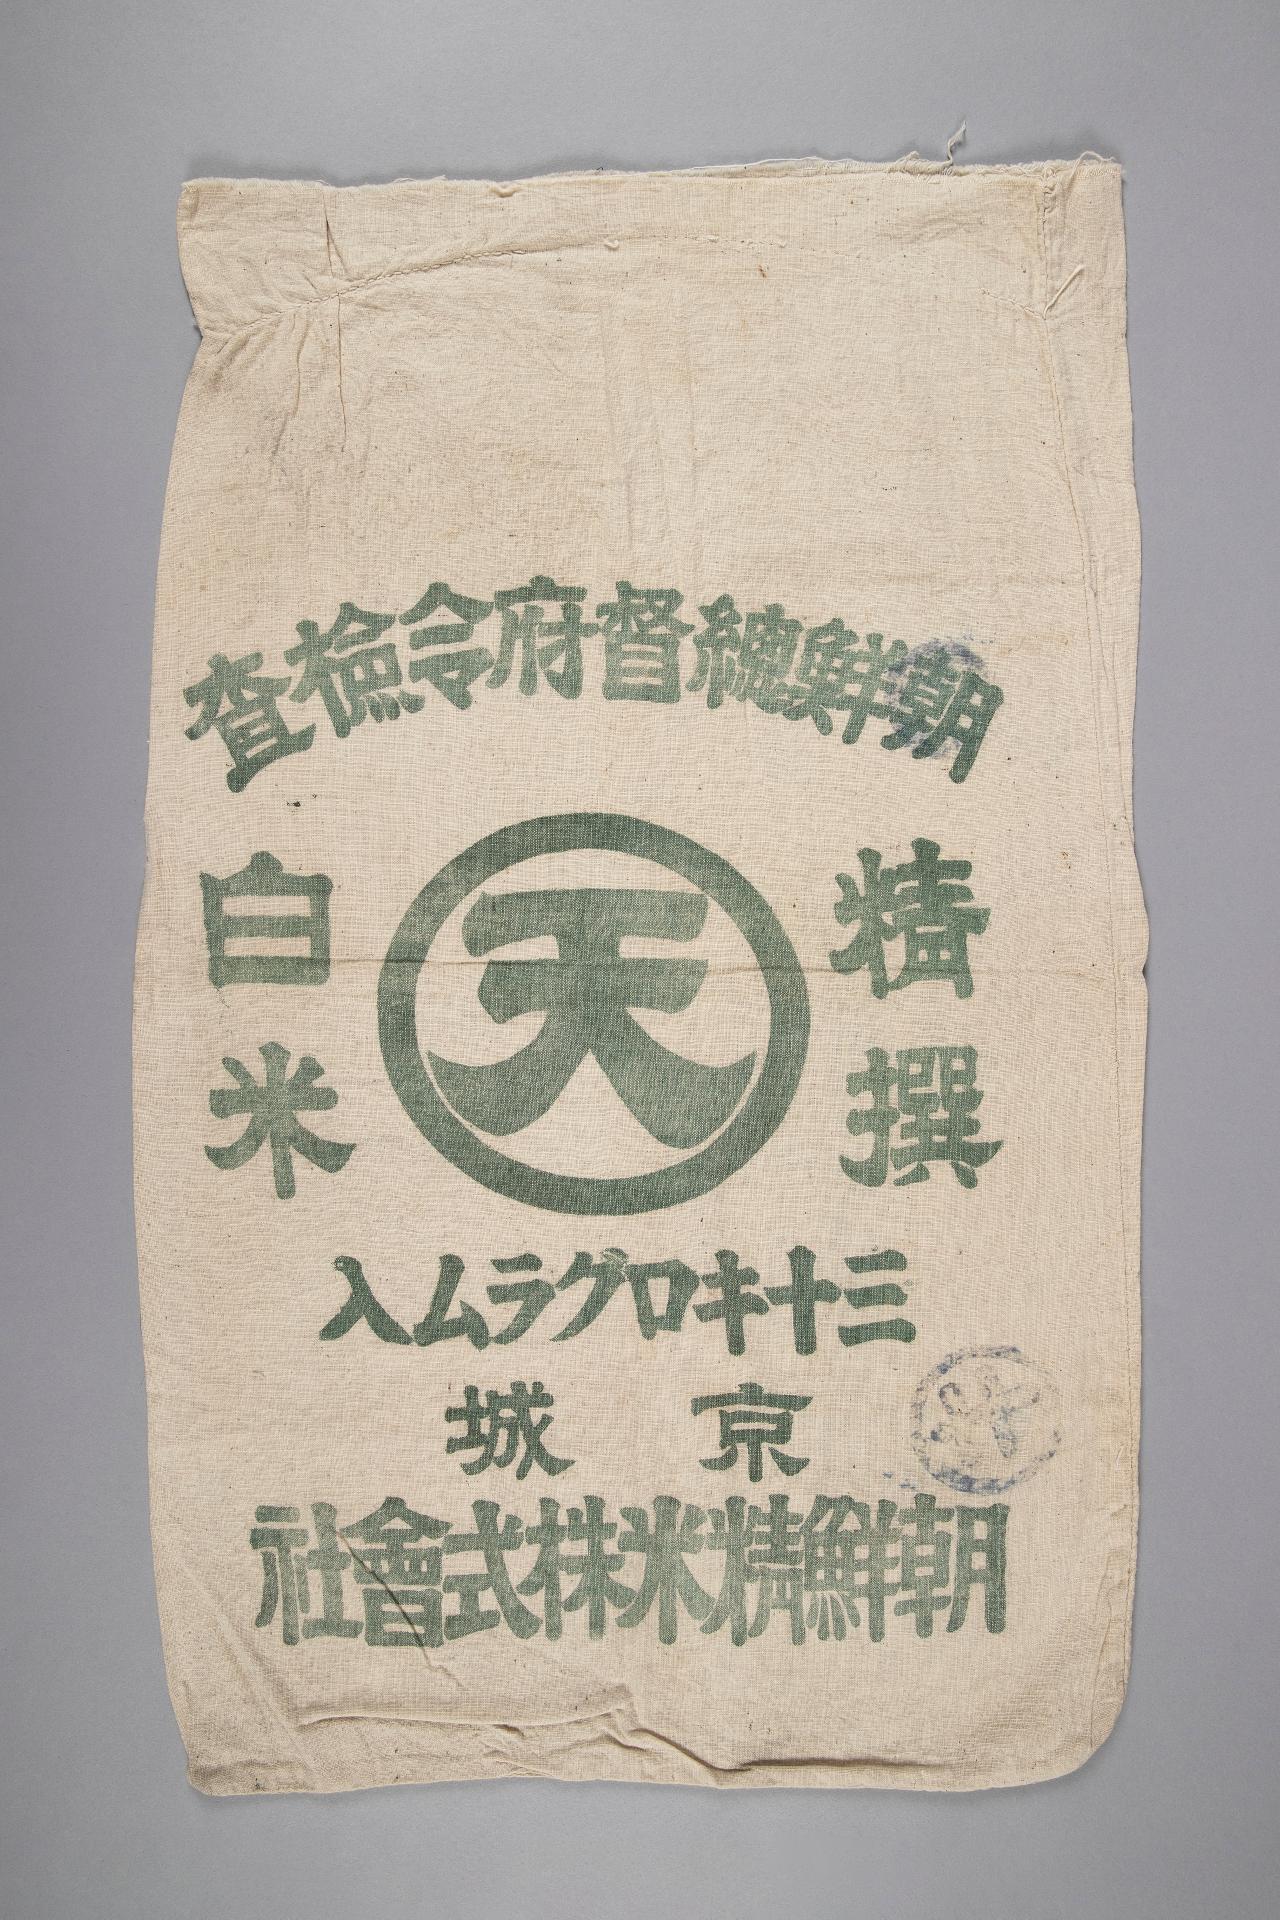 朝鮮總督府令檢査
精撰
天
白米
三十キログラム入
京城
朝鮮精米株式會社